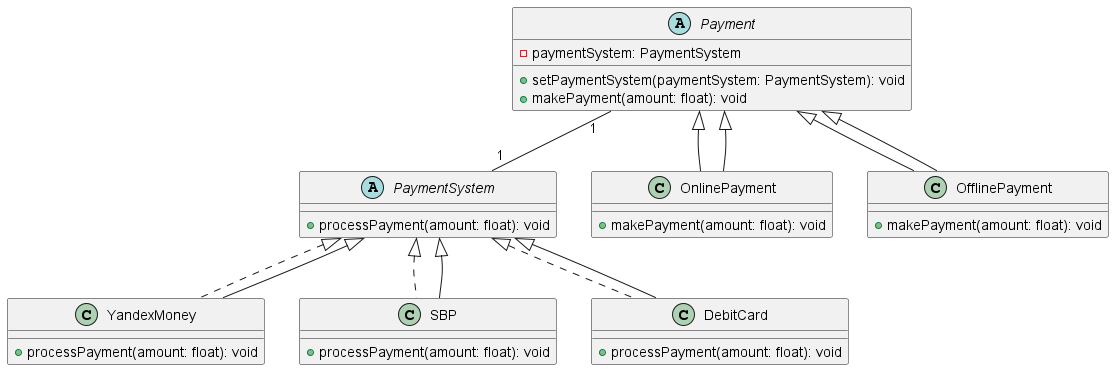 A Payment
paymentSystem: PaymentSystem
setPaymentSystem(paymentSystem: PaymentSystem): void
makePayment(amount: float): void
1
1
A PaymentSystem
processPayment(amount: float): void
C OnlinePayment
makePayment(amount: float): void
C OfflinePayment
makePayment(amount: float): void
C YandexMoney
processPayment(amount: float): void
C SBP
processPayment(amount: float): void
C DebitCard
processPayment(amount: float): void